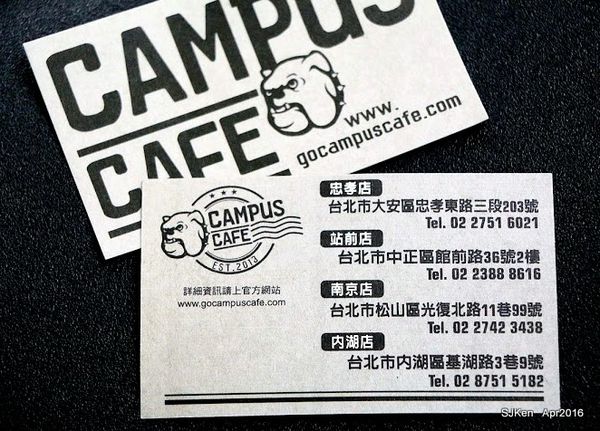 CAMPUS
CAFE
www.
gocampuscafe.com
CAMPUS
CAFE
EST.2013
詳細資訊請上官方網站
www.gocampuscafe.com
忠孝店
台北市大安區忠孝東路三段203號
Tel. 02 2751 6021
站前店
台北市中正區館前路36號2樓
Tel. 02 2388 8616
南京店
台北市松山區光復北路11巷99號
Tel. 02 2742 3438
內湖店
台北市內湖區基湖路3巷9號
Tel. 02 8751 5182
SJKen Apr2016